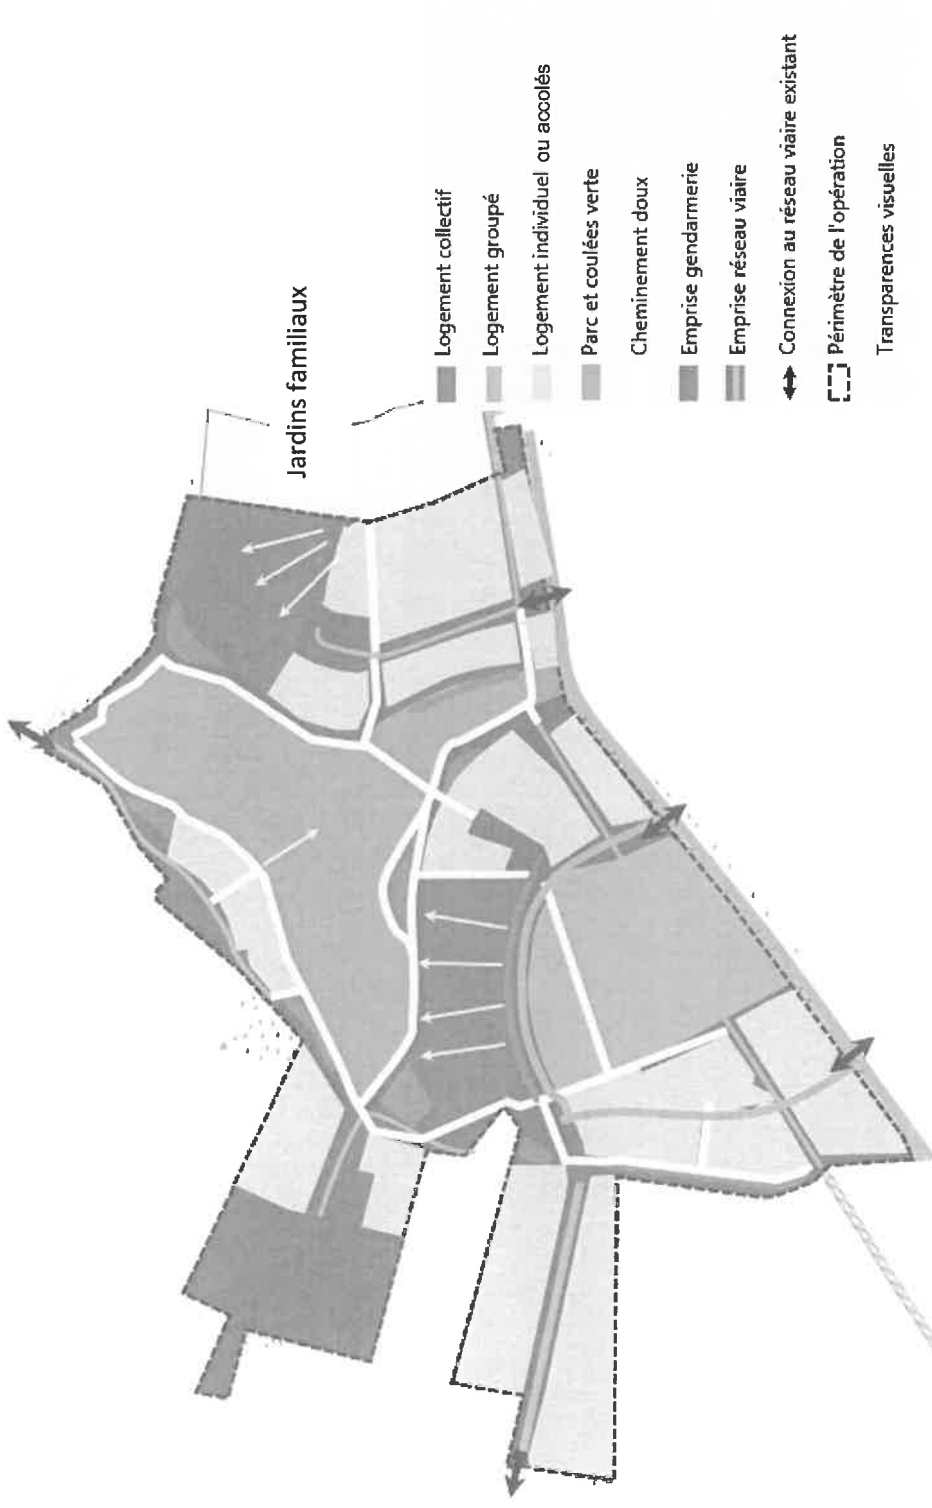 Jardins familiaux
Logement collectif
Logement groupé
Logement individuel ou accolés
Parc et coulées verte
Cheminement doux
Emprise gendarmerie
Emprise réseau viaire
Connexion au réseau viaire existant
Périmètre de l'opération
Transparences visuelles